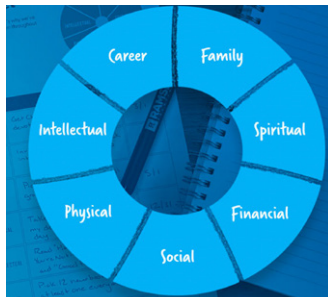 Career
Family
Intellectual
Spiritual
Physical
Financial
Social